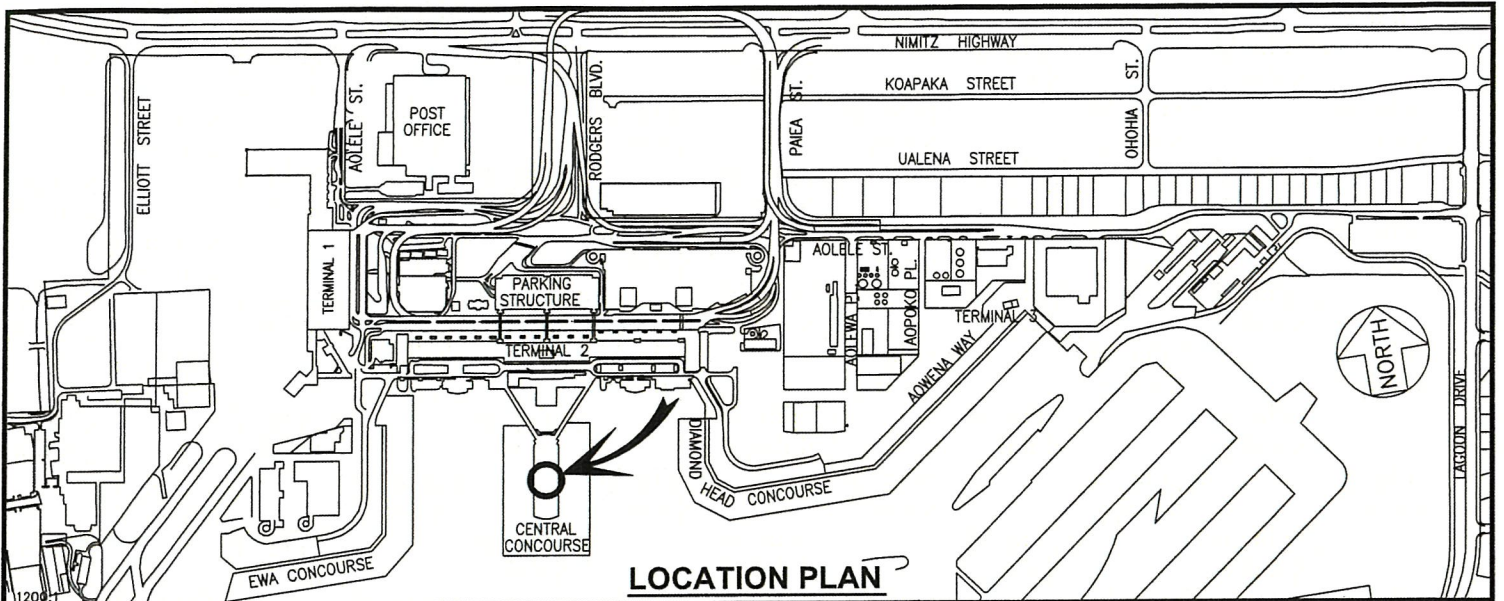 NIMITZ HIGHWAY
KOAPAKA STREET
UALENA STREET
ELLIOTT STREET
AOLELE ST.
POST
OFFICE
RODGERS BLVD.
PAIEA ST.
OHOHIA ST.
TERMINAL 1
PARKING
STRUCTURE
TERMINAL 2
AOLELE ST.
AOLEWA PL.
AOPOKO PL.
TERMINAL 3
AOWENA WAY
NORTH
LAGOON DRIVE
DIAMOND
HEAD CONCOURSE
CENTRAL
CONCOURSE
EWA CONCOURSE
LOCATION PLAN